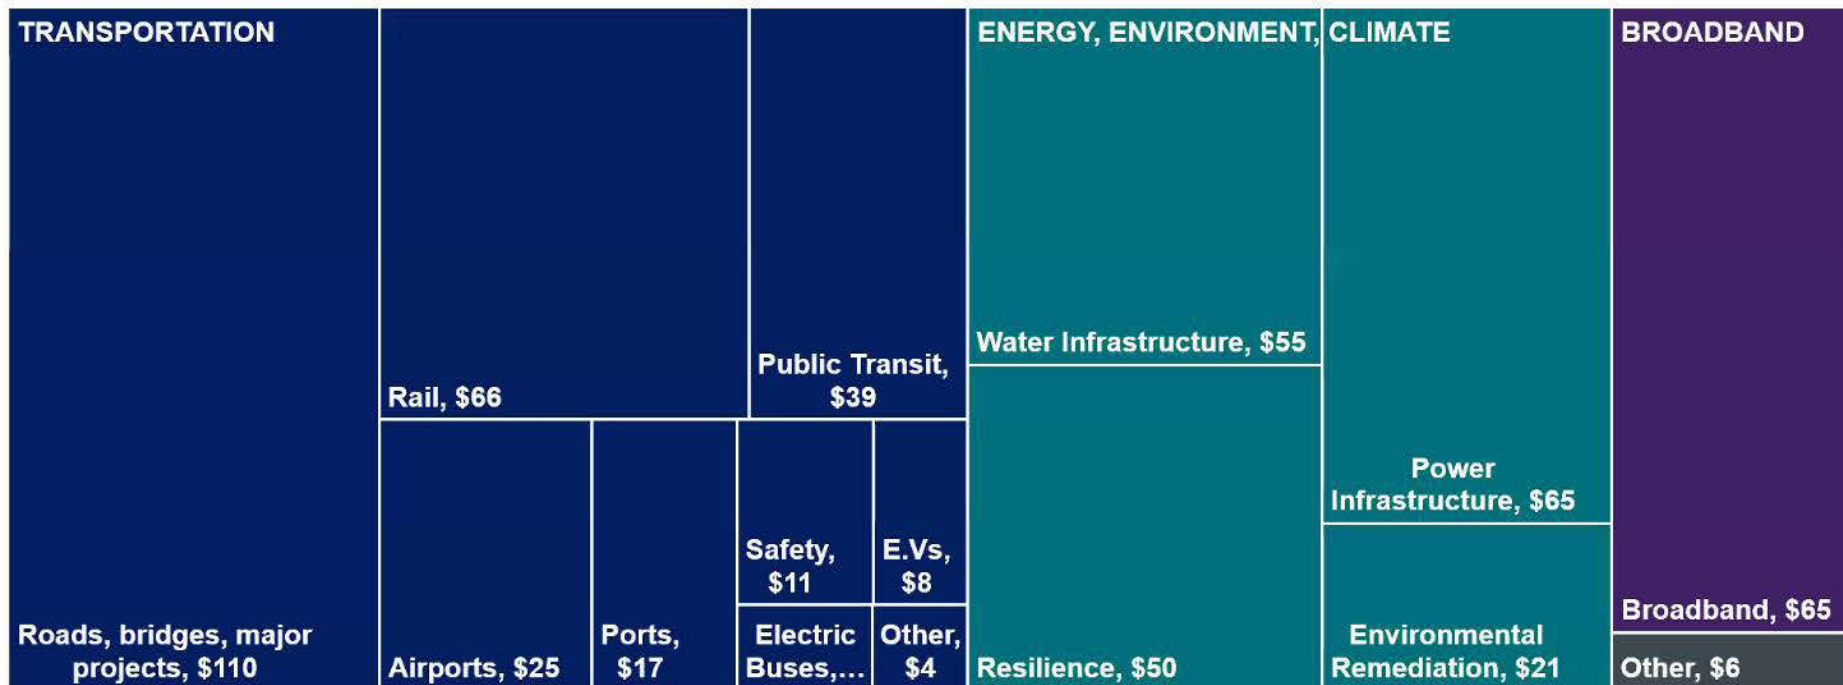 TRANSPORTATION
Roads, bridges, major
projects, $110
Rail, $66
Public Transit,
$39
Airports, $25
Ports,
$17
Safety,
$11
E.Vs,
$8
Electric
Buses,...
Other,
$4
ENERGY, ENVIRONMENT, CLIMATE
Water Infrastructure, $55
Resilience, $50
Power
Infrastructure, $65
Environmental
Remediation, $21
BROADBAND
Broadband, $65
Other, $6